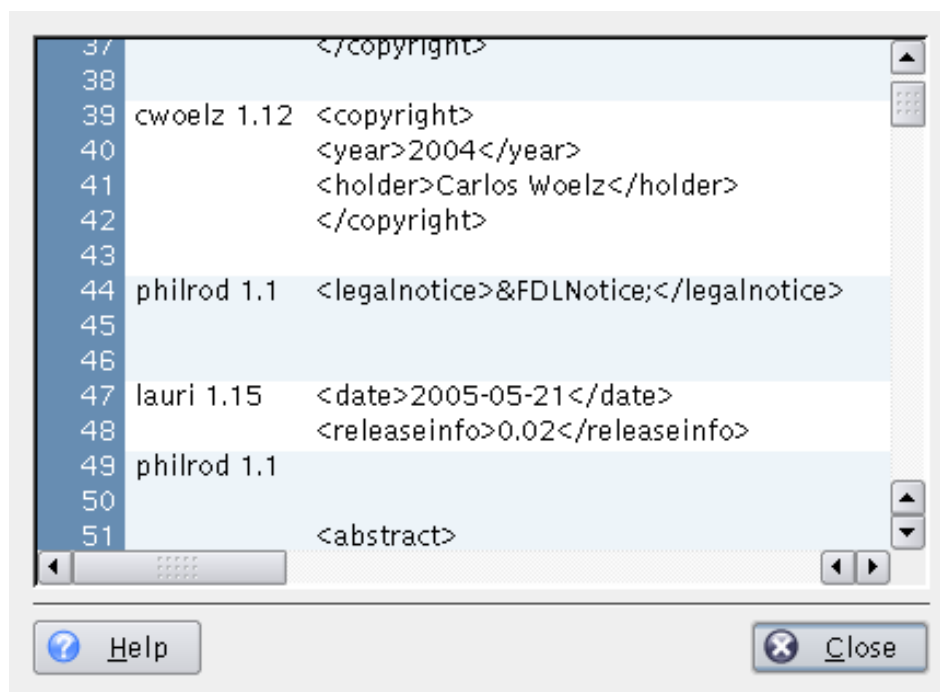 37 </copyright>
38
39 cwoelz 1.12 <copyright>
40 <year>2004</year>
41 <holder>Carlos Woelz</holder>
42 </copyright>
43
44 philrod 1.1 <legalnotice>&FDLNotice;</legalnotice>
45
46
47 lauri 1.15 <date>2005-05-21</date>
48 <releaseinfo>0.02</releaseinfo>
49 philrod 1.1
50
51 <abstract>
Help Close